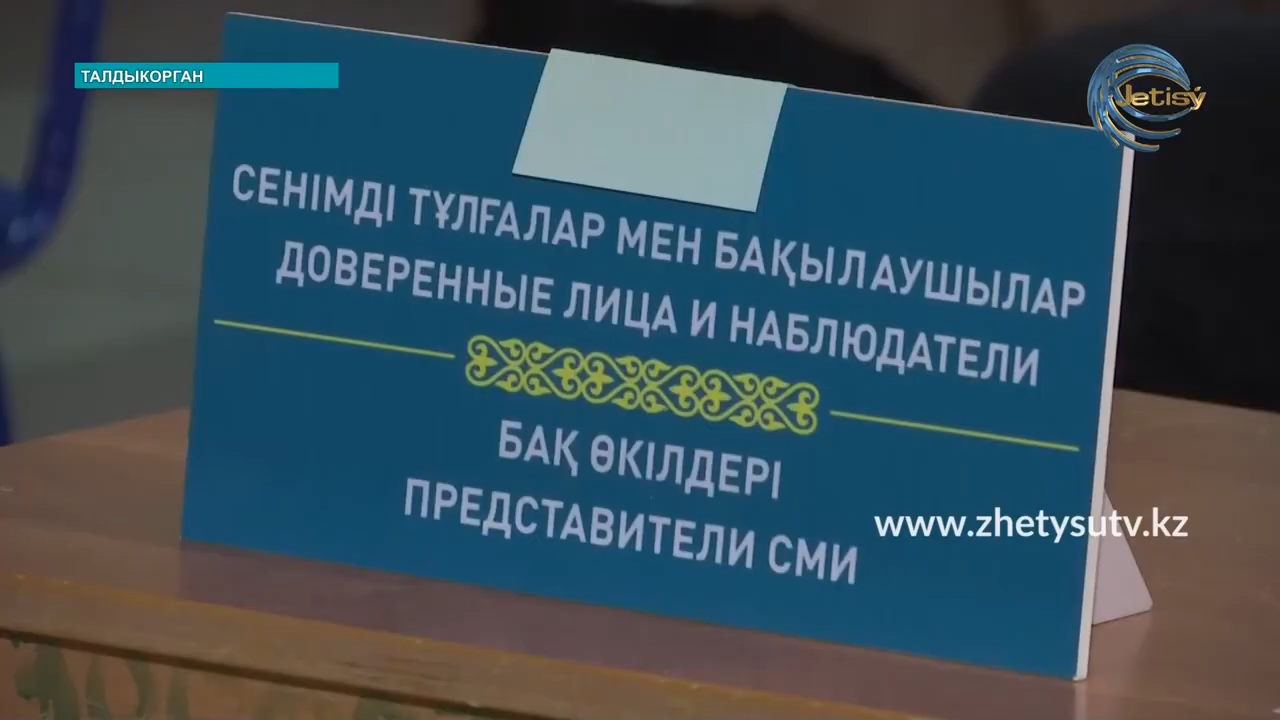 ТАЛДЫКОРГАН
Jetisý
СЕНІМДІ ТҰЛҒАЛАР МЕН БАҚЫЛАУШЫЛАР
ДОВЕРЕННЫЕ ЛИЦА И НАБЛЮДАТЕЛИ
БАҚ ӨКІЛДЕРІ
ПРЕДСТАВИТЕЛИ СМИ
www.zhetysutv.kz